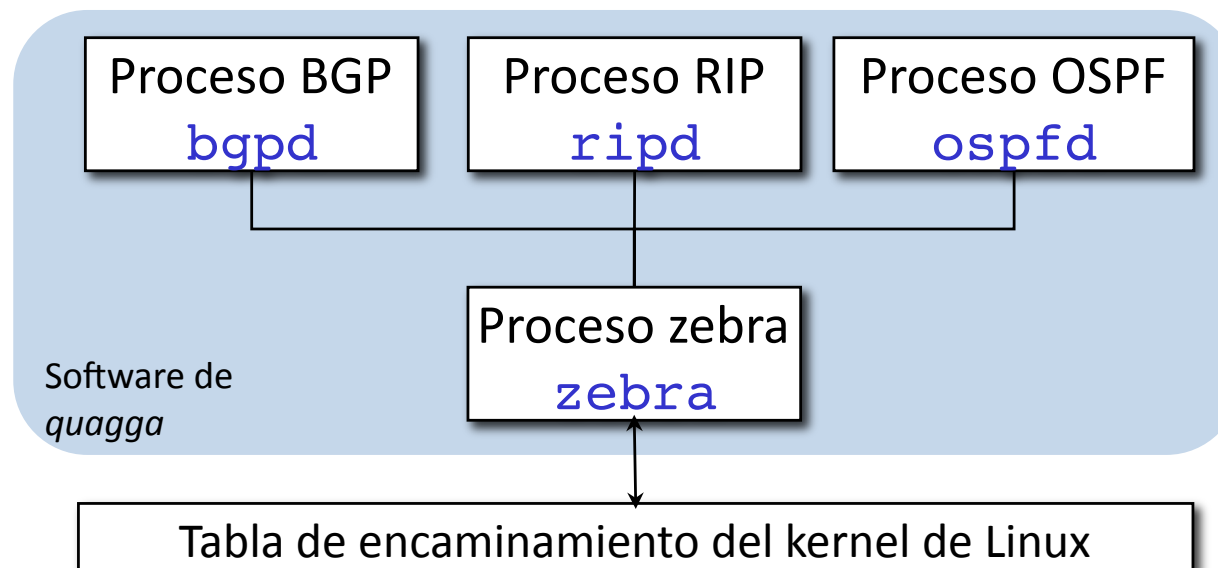 Proceso BGP
bgpd
Proceso RIP
ripd
Proceso OSPF
ospfd
Proceso zebra
zebra
Software de
quagga
Tabla de encaminamiento del kernel de Linux